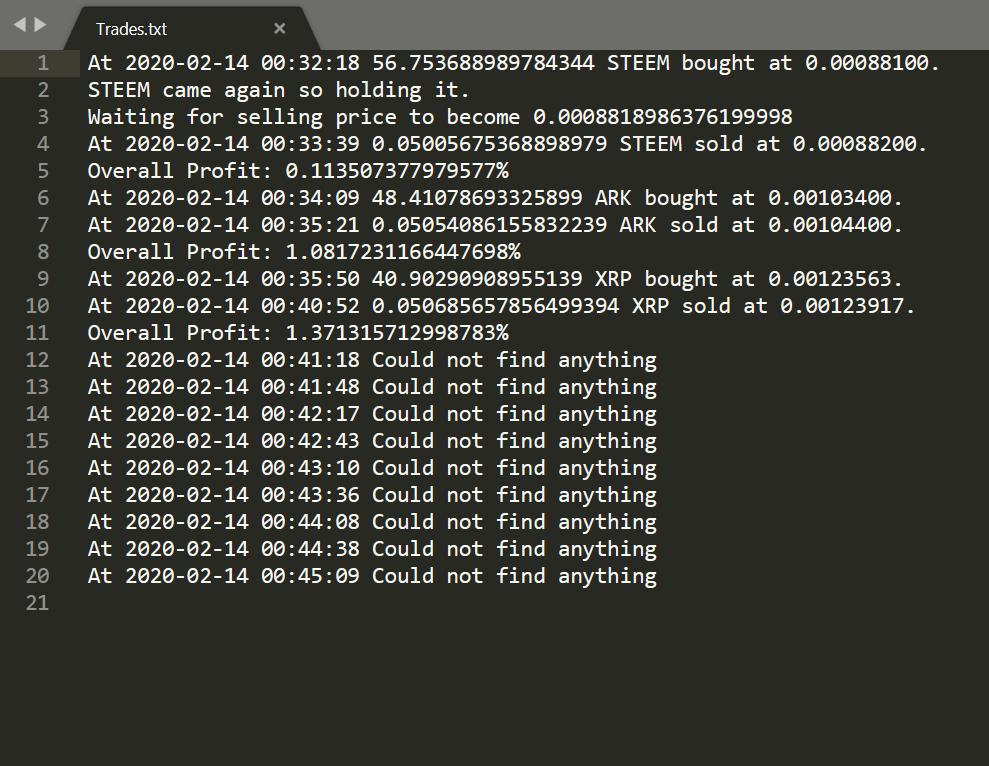 Trades.txt
1 At 2020-02-14 00:32:18 56.753688989784344 STEEM bought at 0.00088100.
2 STEEM came again so holding it.
3 Waiting for selling price to become 0.0008818986376199998
4 At 2020-02-14 00:33:39 0.05005675368898979 STEEM sold at 0.00088200.
5 Overall Profit: 0.113507377979577%
6 At 2020-02-14 00:34:09 48.41078693325899 ARK bought at 0.00103400.
7 At 2020-02-14 00:35:21 0.05054086155832239 ARK sold at 0.00104400.
8 Overall Profit: 1.0817231166447698%
9 At 2020-02-14 00:35:50 40.90290908955139 XRP bought at 0.00123563.
10 At 2020-02-14 00:40:52 0.050685657856499394 XRP sold at 0.00123917.
11 Overall Profit: 1.371315712998783%
12 At 2020-02-14 00:41:18 Could not find anything
13 At 2020-02-14 00:41:48 Could not find anything
14 At 2020-02-14 00:42:17 Could not find anything
15 At 2020-02-14 00:42:43 Could not find anything
16 At 2020-02-14 00:43:10 Could not find anything
17 At 2020-02-14 00:43:36 Could not find anything
18 At 2020-02-14 00:44:08 Could not find anything
19 At 2020-02-14 00:44:38 Could not find anything
20 At 2020-02-14 00:45:09 Could not find anything
21